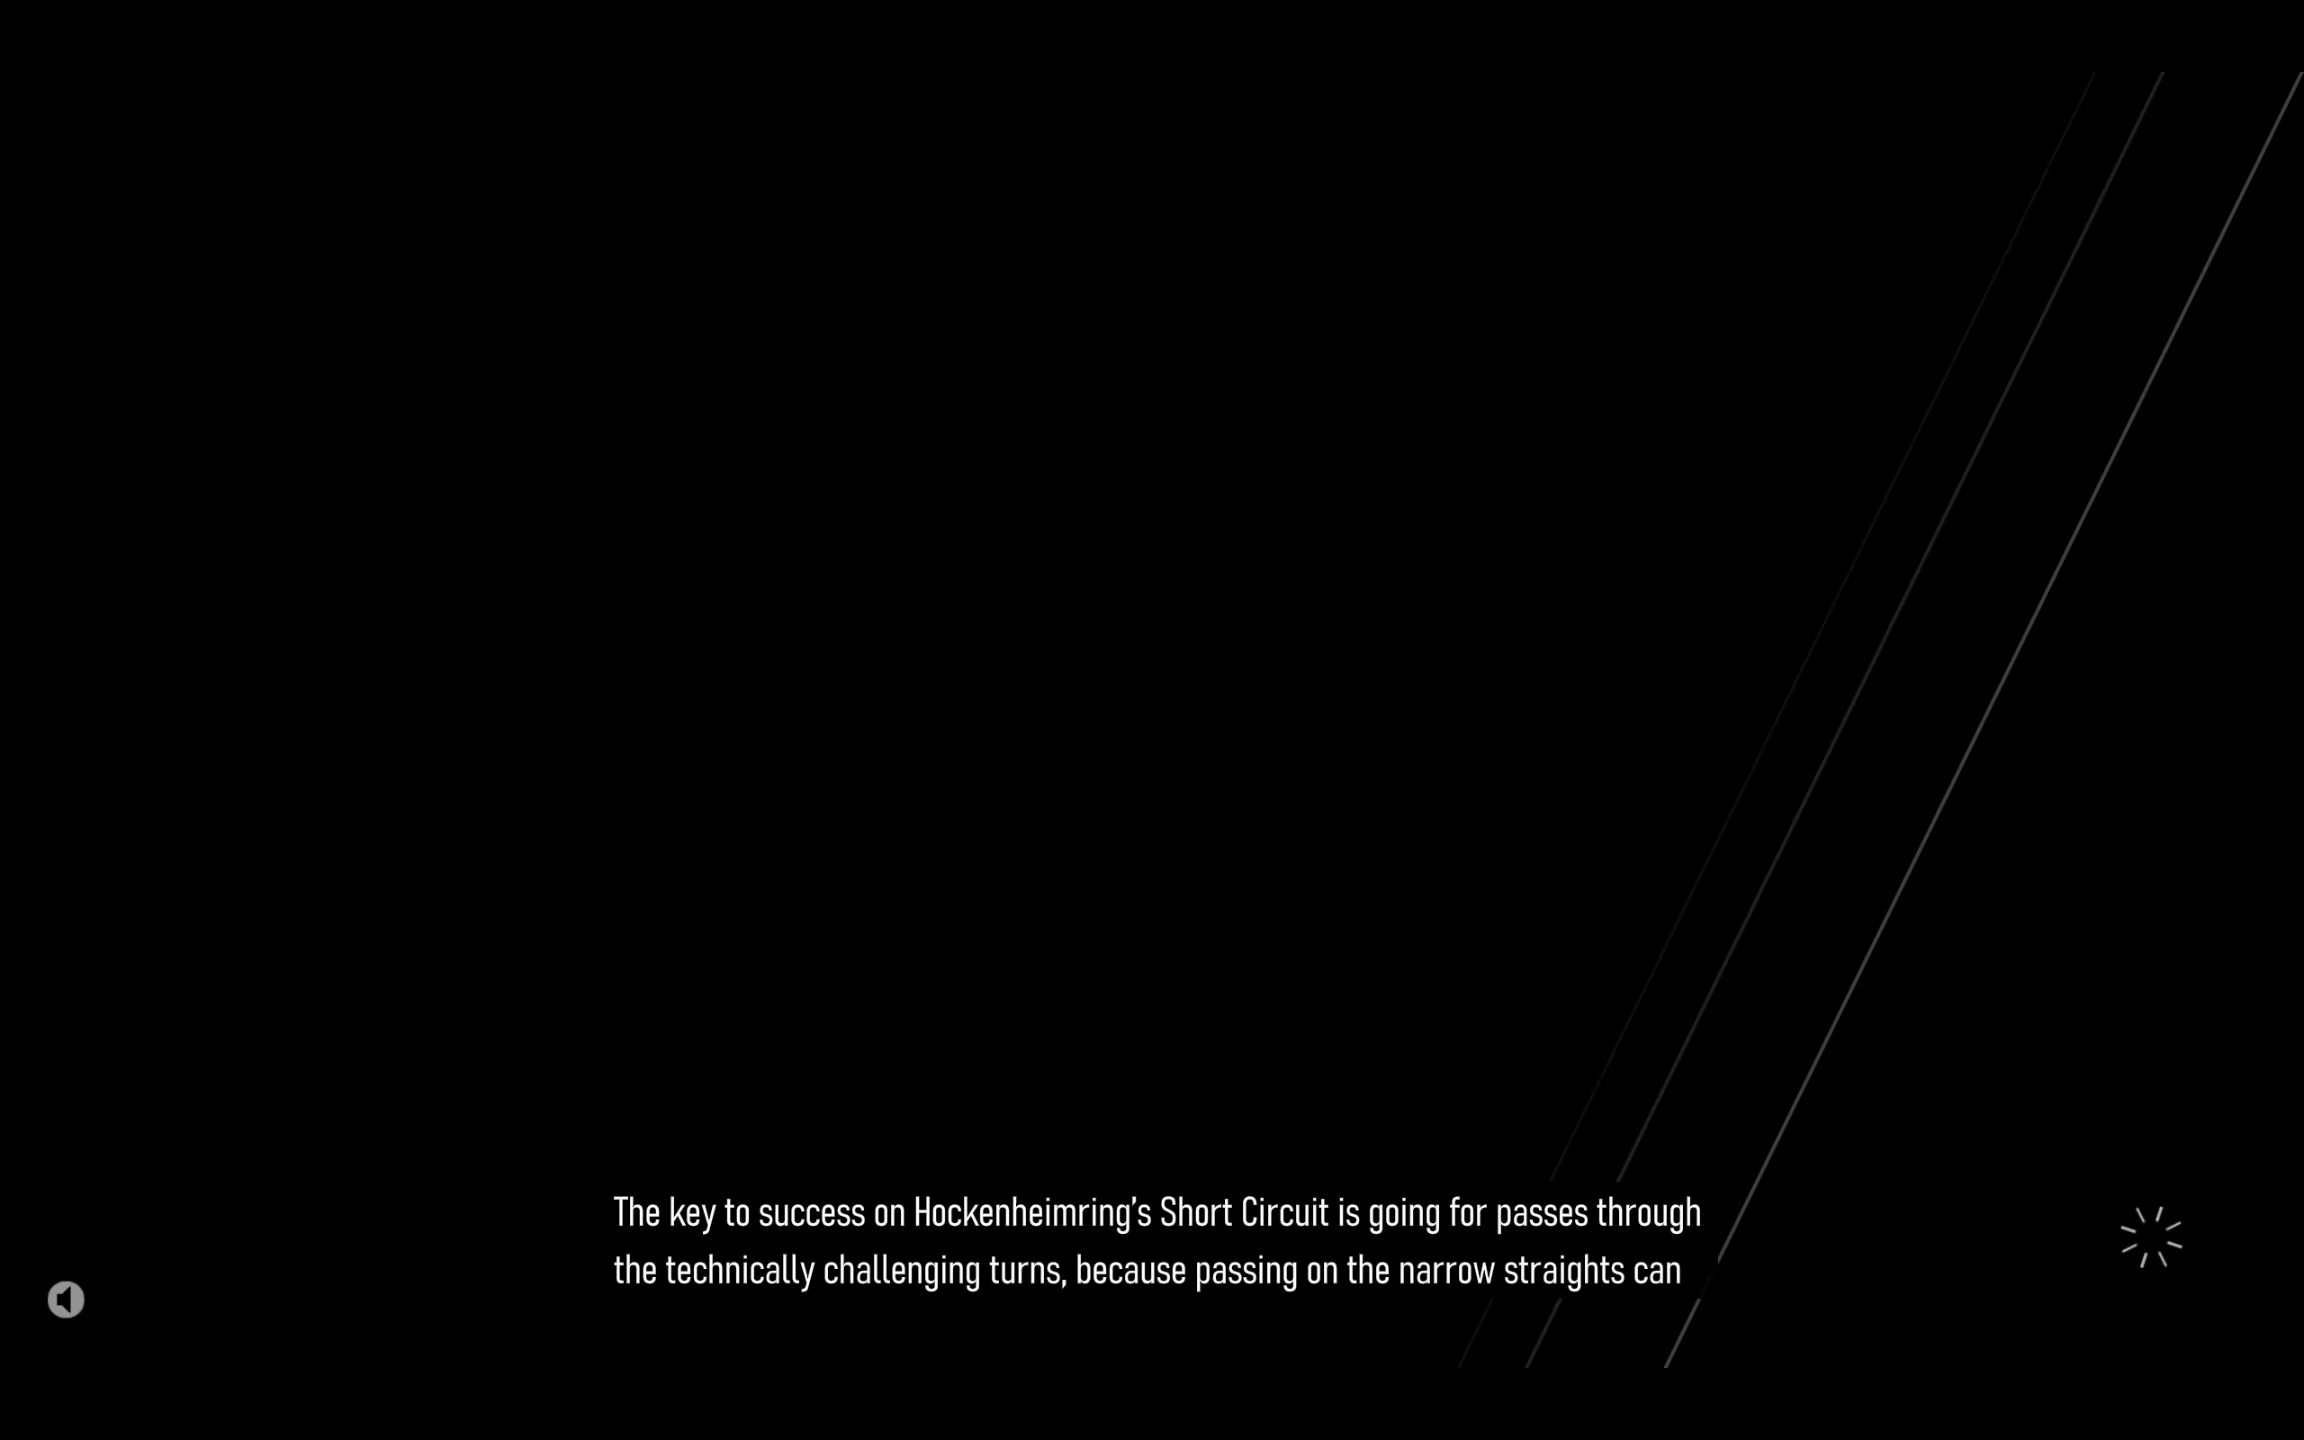 The key to success on Hockenheimring’s Short Circuit is going for passes through
the technically challenging turns, because passing on the narrow straights can